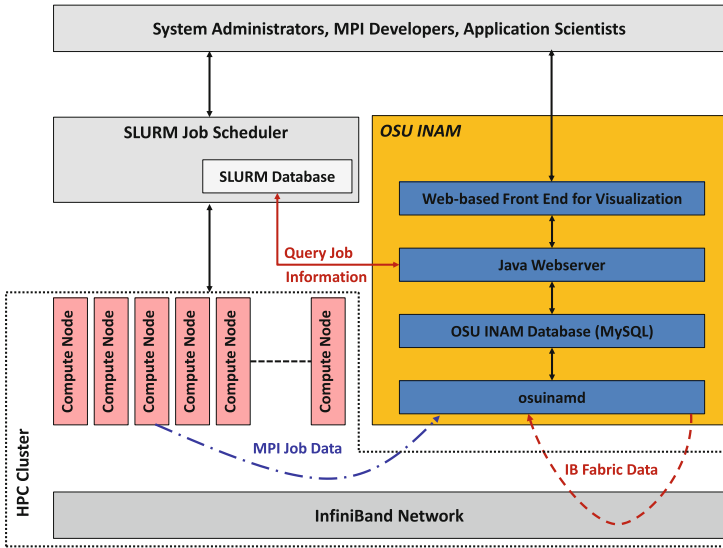 System Administrators, MPI Developers, Application Scientists
SLURM Job Scheduler
SLURM Database
OSU INAM
Web-based Front End for Visualization
Query Job
Information
Java Webserver
OSU INAM Database (MySQL)
osuinamd
Compute Node
Compute Node
Compute Node
Compute Node
Compute Node
Compute Node
MPI Job Data
IB Fabric Data
HPC Cluster
InfiniBand Network